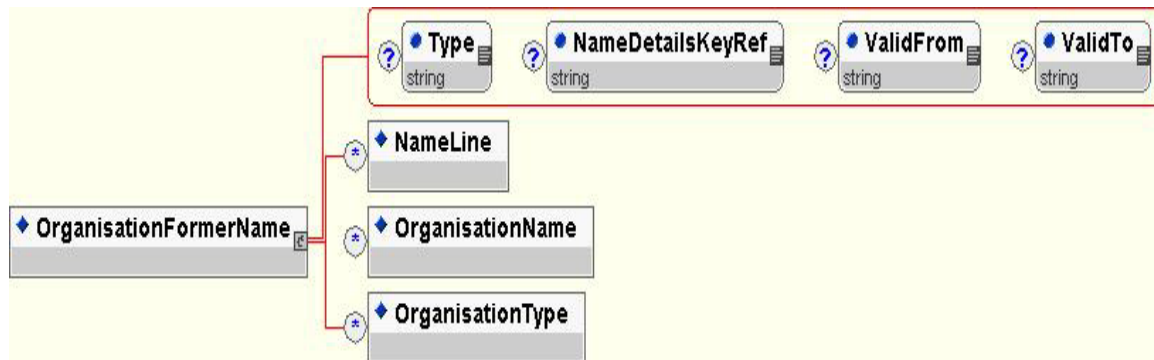 ? Type ? NameDetailsKeyRef ? ValidFrom ? ValidTo
string string string string
* NameLine
OrganisationFormerName
* OrganisationName
* OrganisationType